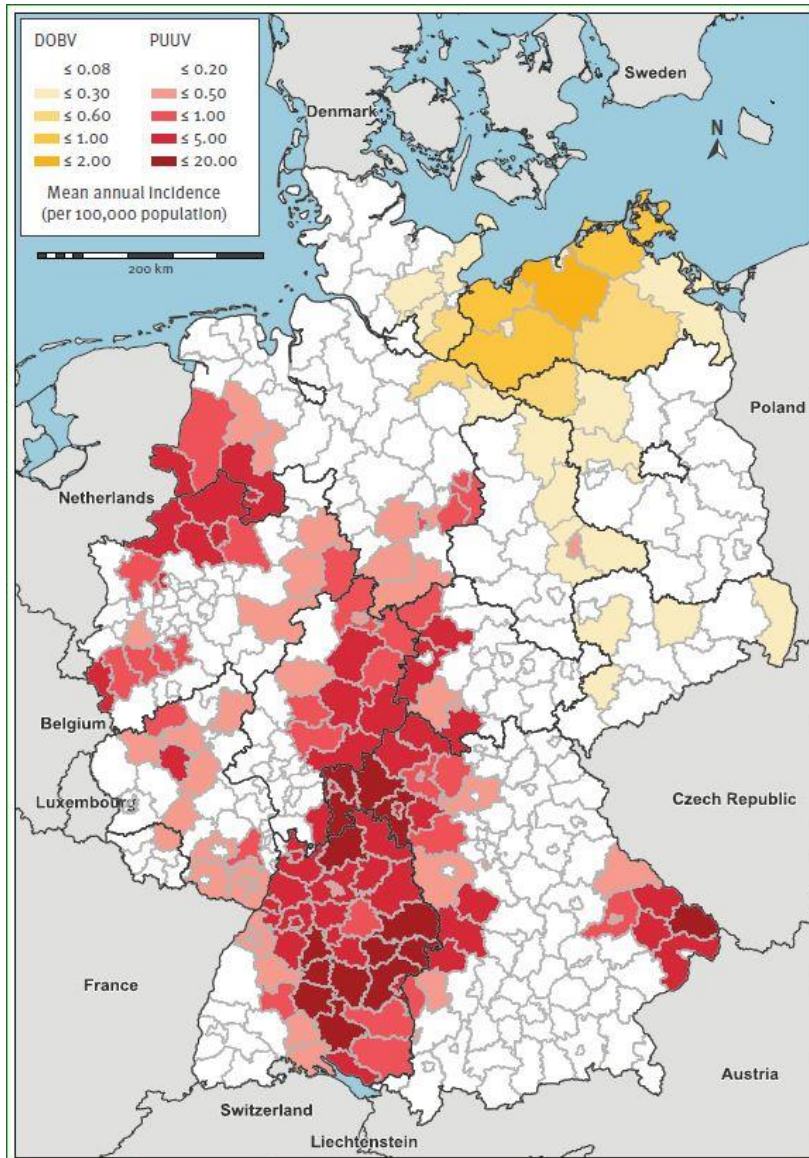 DOBV PUUV
≤ 0.08 ≤ 0.20
≤ 0.30 ≤ 0.50
≤ 0.60 ≤ 1.00
≤ 1.00 ≤ 5.00
≤ 2.00 ≤ 20.00
Mean annual incidence
(per 100,000 population)
200 km
Sweden
Denmark
N
Poland
Netherlands
Belgium
Luxembourg
Czech Republic
France
Austria
Switzerland
Liechtenstein